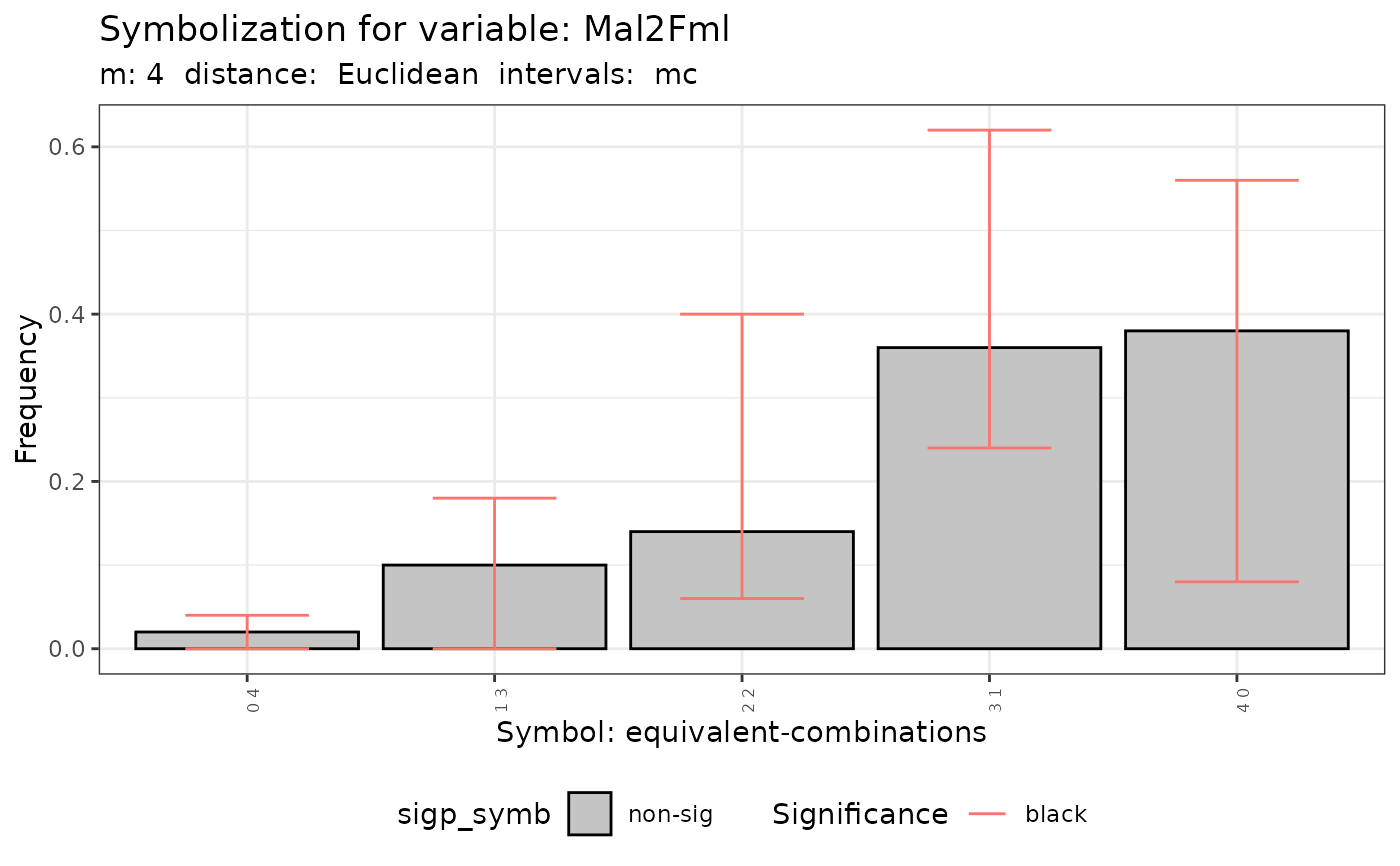 Symbolization for variable: Mal2Fml
m: 4 distance: Euclidean intervals: mc
Frequency
0.6
0.4
0.2
0.0
0 4
1 3
2 2
3 1
4 0
Symbol: equivalent-combinations
sigp_symb non-sig Significance black